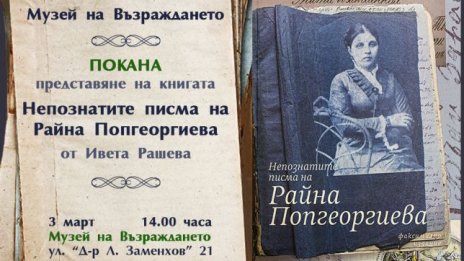 Музей на Възраждането
ПОКАНА
представяне на книгата
Непознатите писма на
Райна Попгеоргиева
от Ивета Рашева
3 март 14.00 часа
Музей на Възраждането
ул. "Д-р Л. Заменхов" 21
Непознатите
писма на
Райна
Попгеоргиева